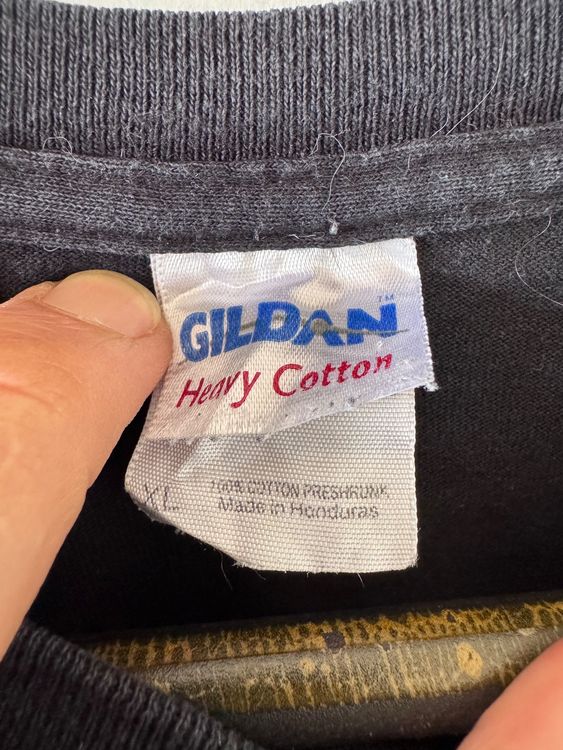 GILDAN™
Heavy Cotton
XL
100% COTTON PRESHRUNK
Made in Honduras